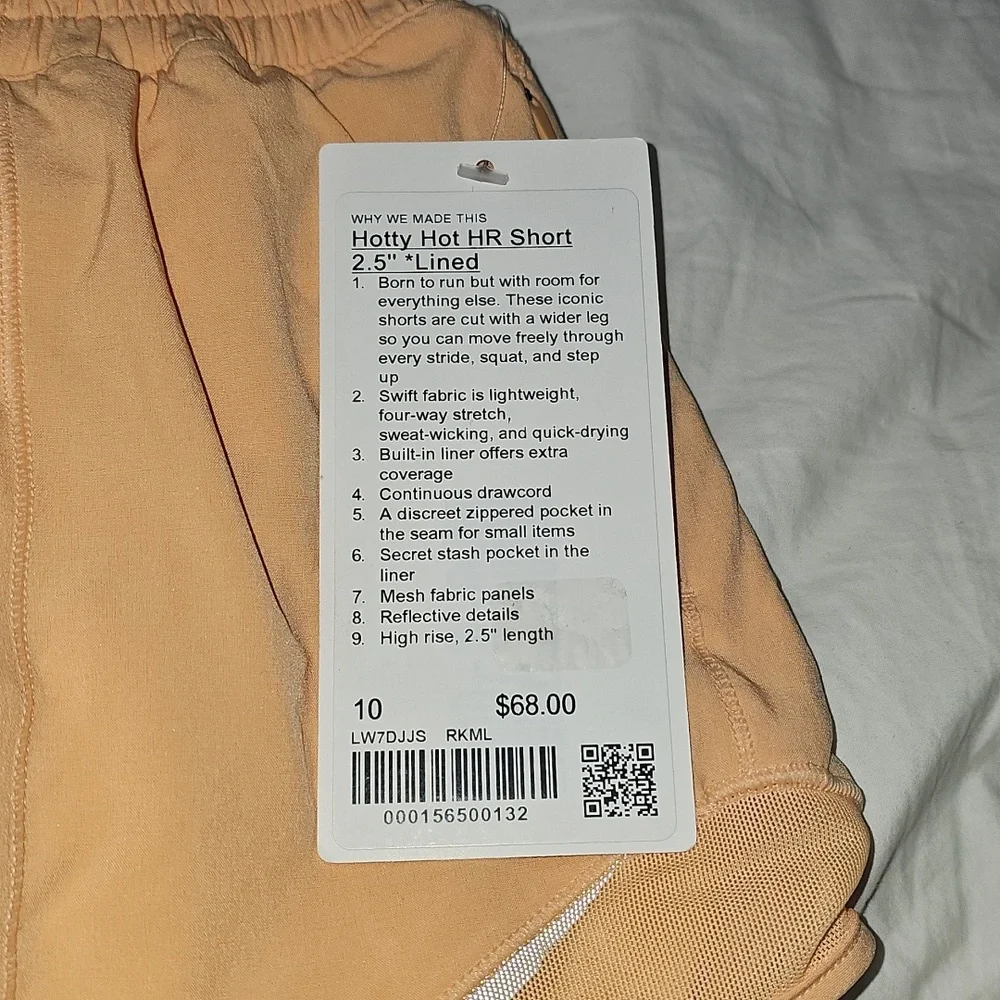 WHY WE MADE THIS
Hotty Hot HR Short
2.5" *Lined
1. Born to run but with room for
everything else. These iconic
shorts are cut with a wider leg
so you can move freely through
every stride, squat, and step
up
2. Swift fabric is lightweight,
four-way stretch,
sweat-wicking, and quick-drying
3. Built-in liner offers extra
coverage
4. Continuous drawcord
5. A discreet zippered pocket in
the seam for small items
6. Secret stash pocket in the
liner
7. Mesh fabric panels
8. Reflective details
9. High rise, 2.5" length
10 $68.00
LW7DJJS RKML
000156500132